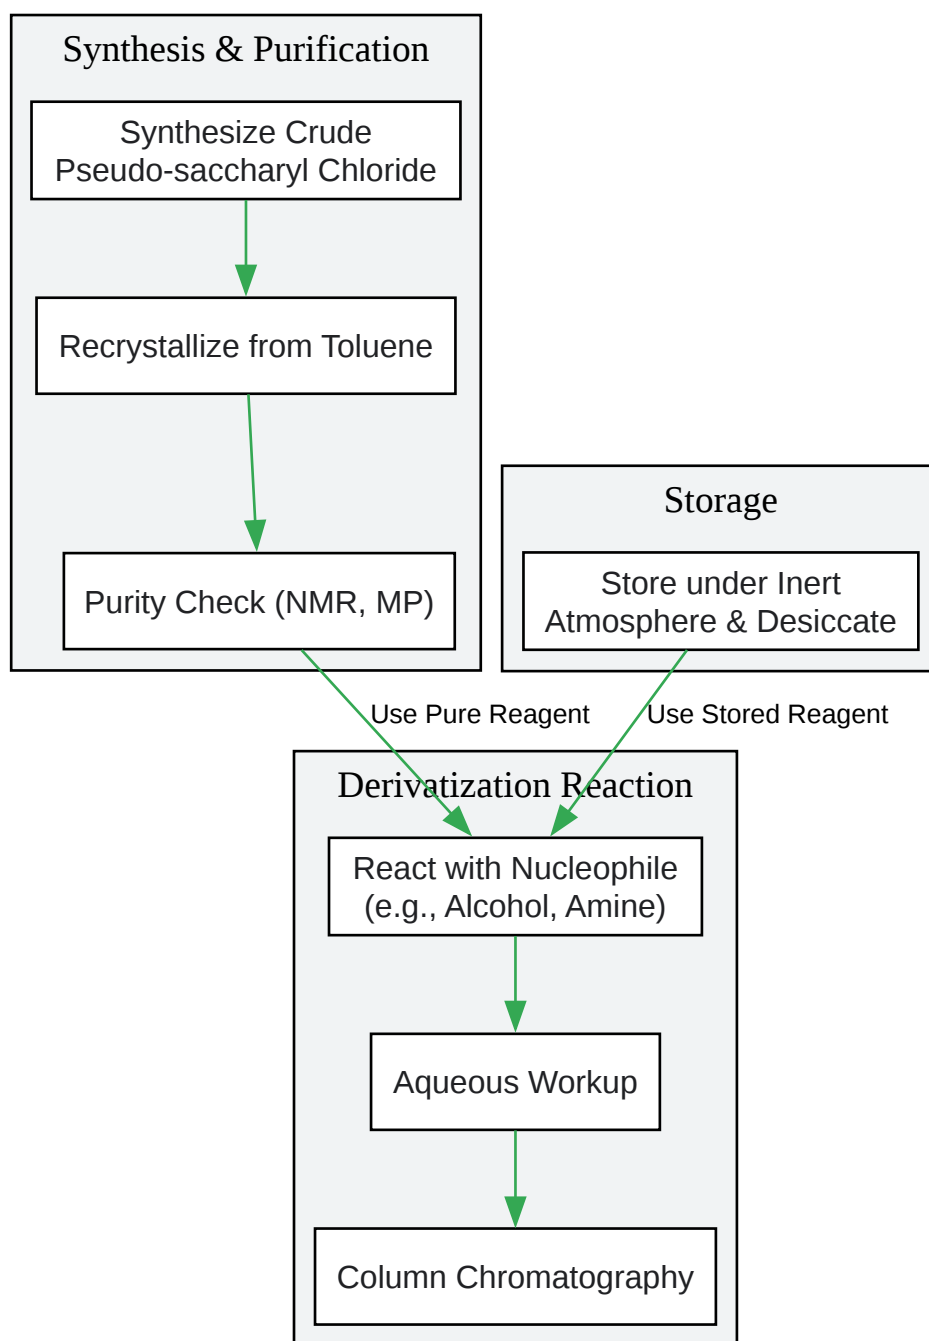 Synthesis & Purification
Synthesize Crude
Pseudo-saccharyl Chloride
Recrystallize from Toluene
Purity Check (NMR, MP)
Storage
Store under Inert
Atmosphere & Desiccate
Use Pure Reagent
Use Stored Reagent
Derivatization Reaction
React with Nucleophile
(e.g., Alcohol, Amine)
Aqueous Workup
Column Chromatography